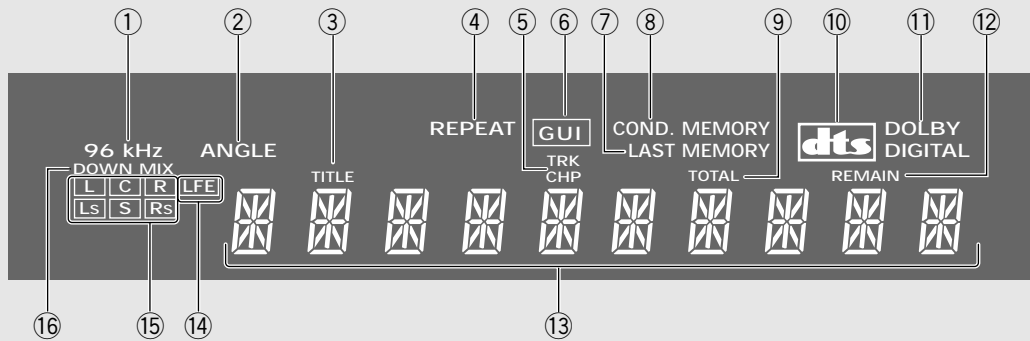 ① ② ③ ④ ⑤ ⑥ ⑦ ⑧ ⑨ ⑩ ⑪ ⑫
REPEAT GUI COND. MEMORY dts DOLBY
96 kHz ANGLE LAST MEMORY DIGITAL
DOWN MIX TITLE TRK TOTAL REMAIN
CHP
L C R LFE
Ls S Rs
⑯ ⑮ ⑭ ⑬